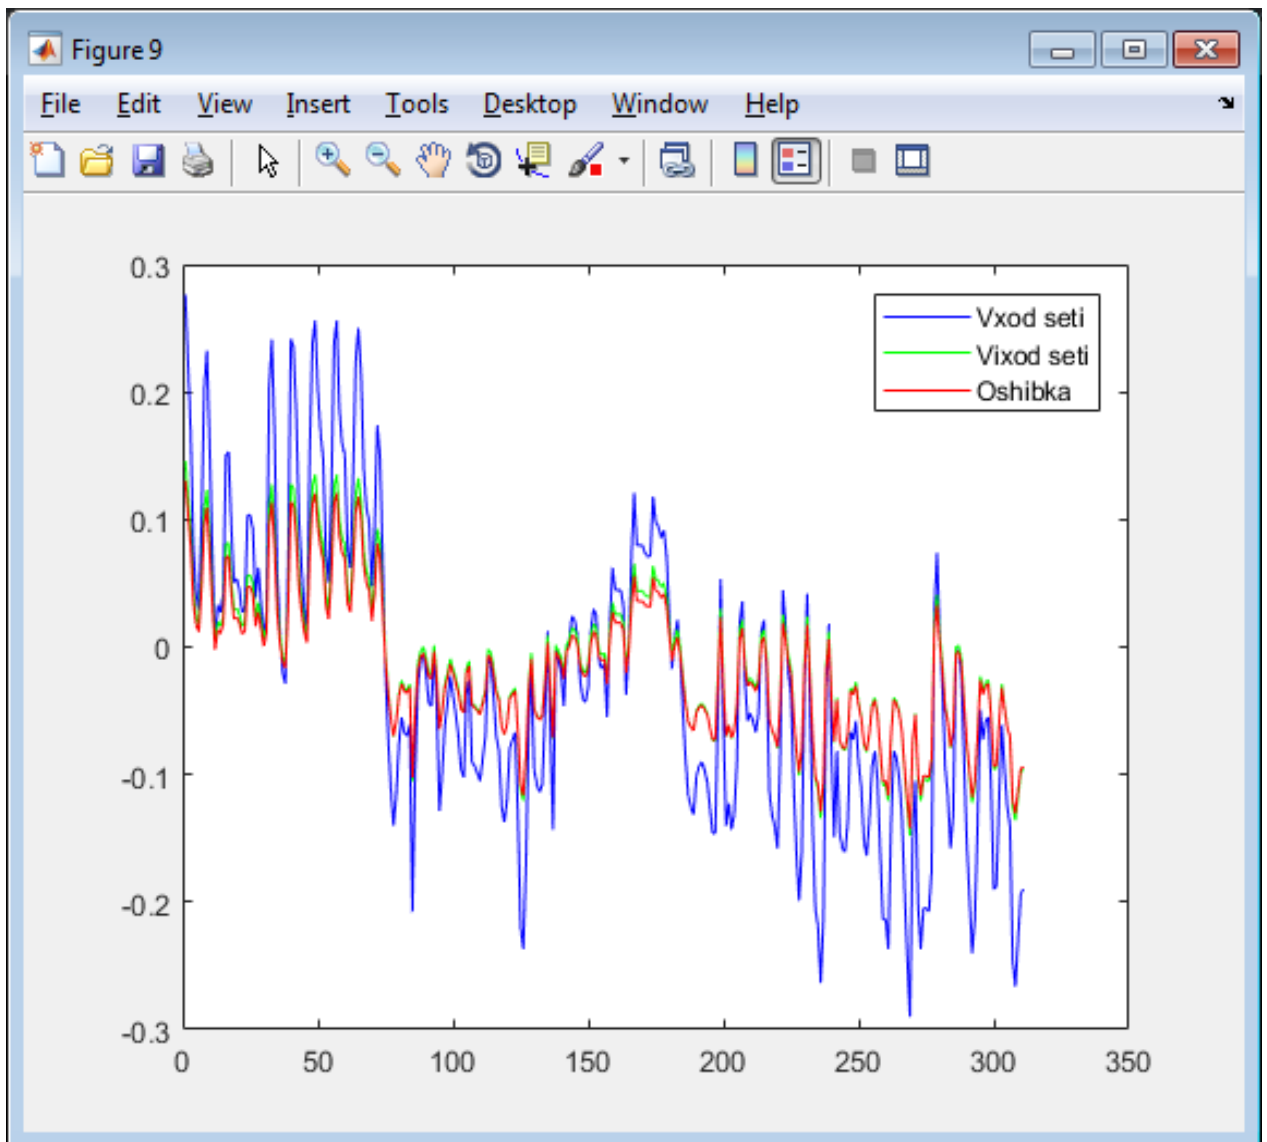 Figure 9
File Edit View Insert Tools Desktop Window Help
0.3
0.2
0.1
0
-0.1
-0.2
-0.3
0 50 100 150 200 250 300 350
Vxod seti
Vixod seti
Oshibka